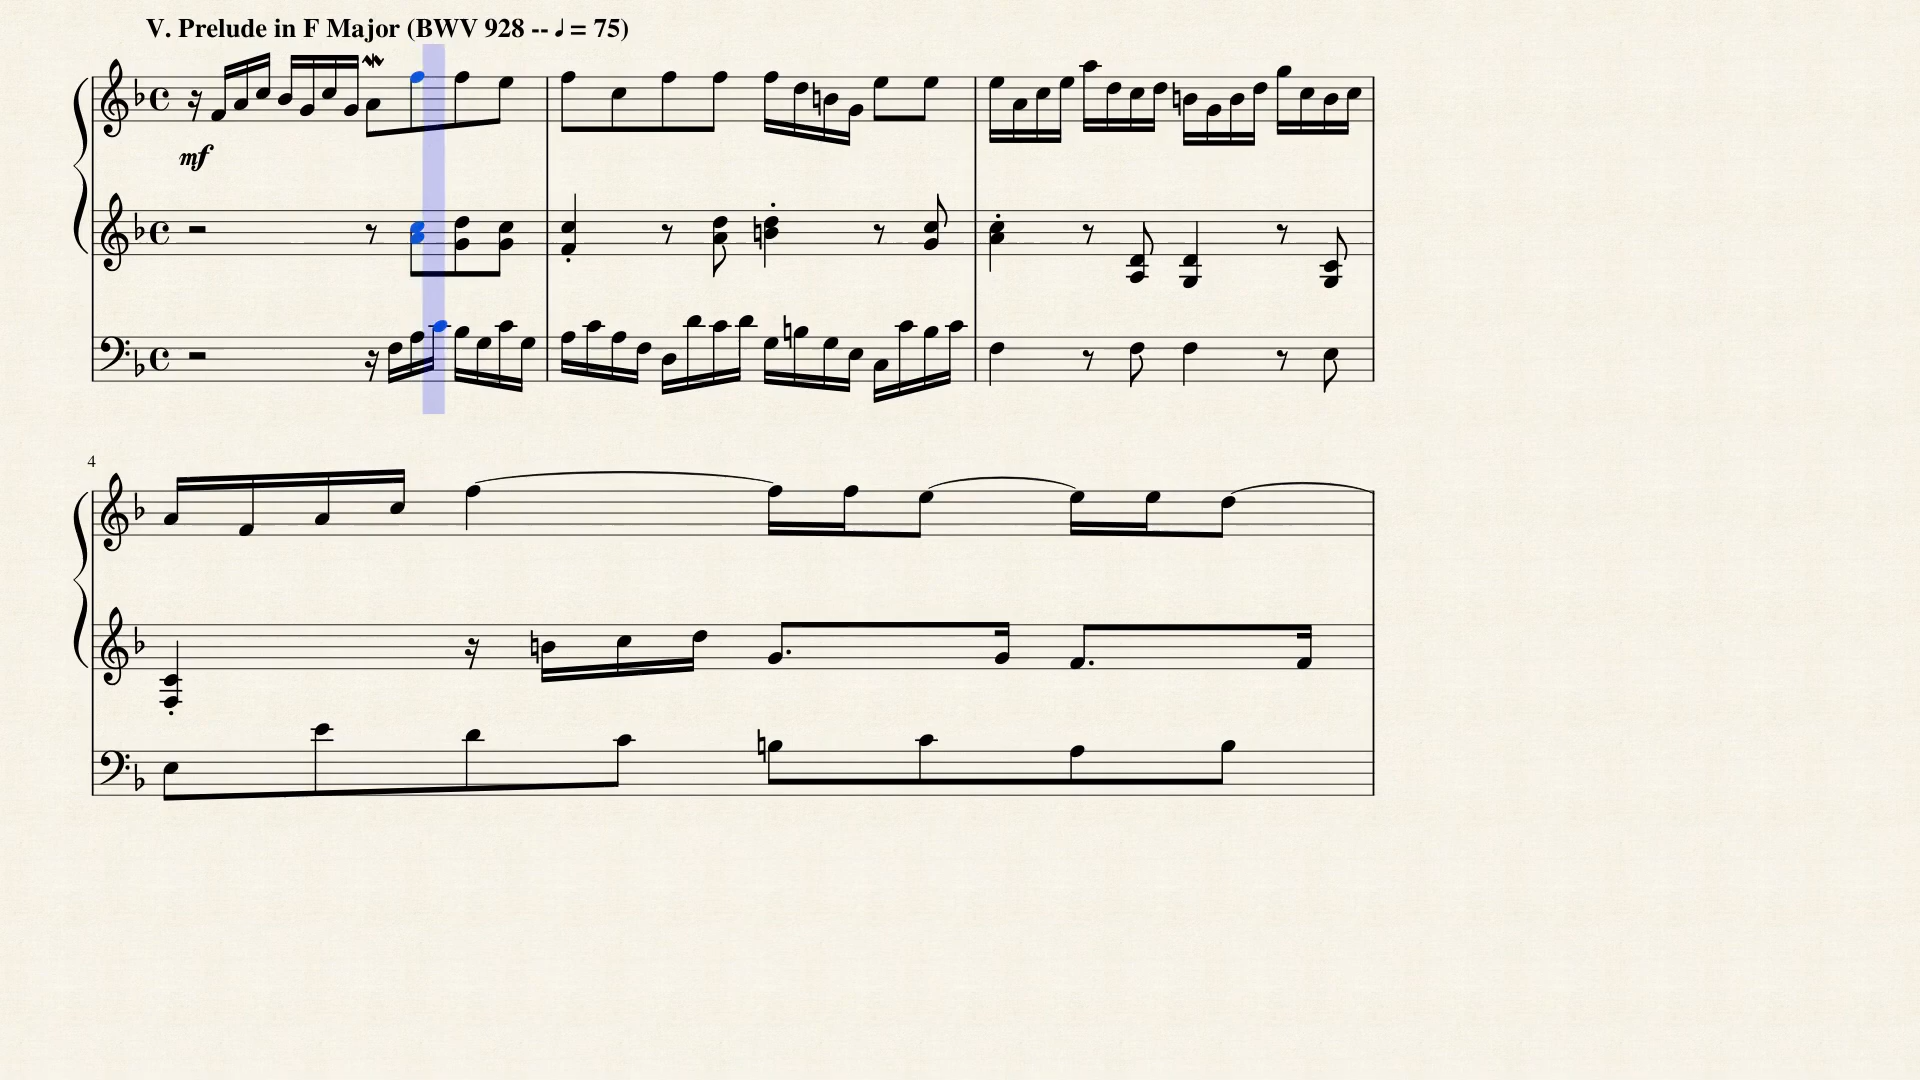 V. Prelude in F Major (BWV 928 -- ♩ = 75)
mf
4